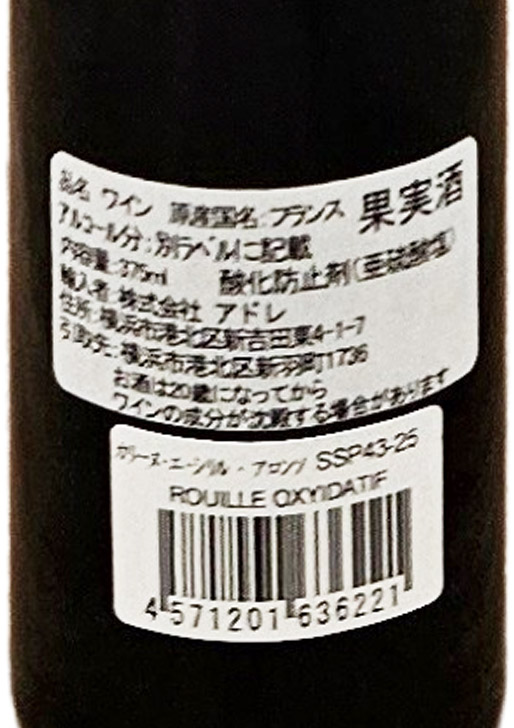 品名 ワイン 原産国名:フランス 果実酒
アルコール分:別ラベルに記載
内容量:375ml 酸化防止剤(亜硫酸塩)
輸入者:株式会社 アドレ
住所:横浜市港北区新吉田東4-1-7
引取先:横浜市港北区新羽町1736
お酒は20歳になってから
ワインの成分が沈殿する場合があります
カリーヌ・エ・シリル・アロンソ SSP43-25
ROUILLE OXYIDATIF
4 571201 636221